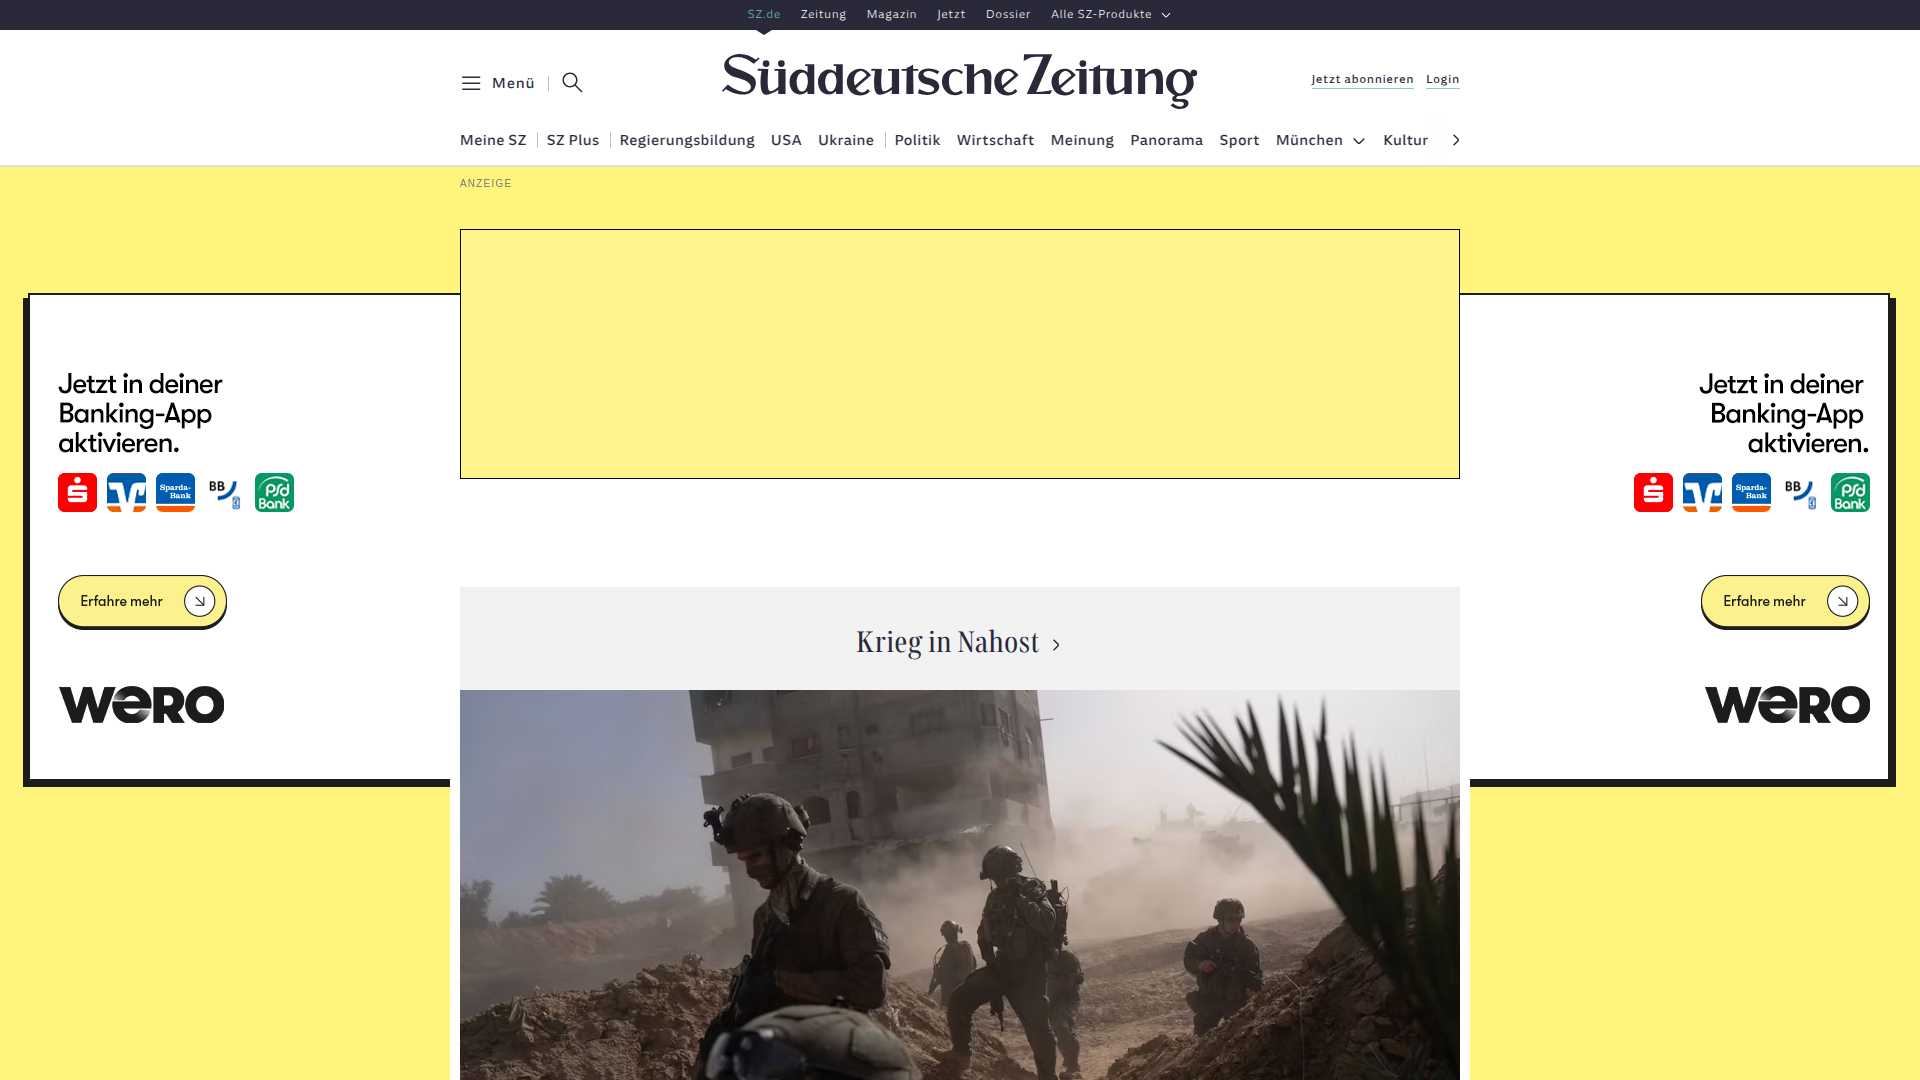 SZ.de Zeitung Magazin Jetzt Dossier Alle SZ-Produkte
Menü
Süddeutsche Zeitung
Jetzt abonnieren Login
Meine SZ SZ Plus Regierungsbildung USA Ukraine Politik Wirtschaft Meinung Panorama Sport München Kultur
ANZEIGE
Jetzt in deiner
Banking-App
aktivieren.
Sparda-
Bank
BB
psd
Bank
Erfahre mehr
wero
Jetzt in deiner
Banking-App
aktivieren.
Sparda-
Bank
BB
psd
Bank
Erfahre mehr
wero
Krieg in Nahost